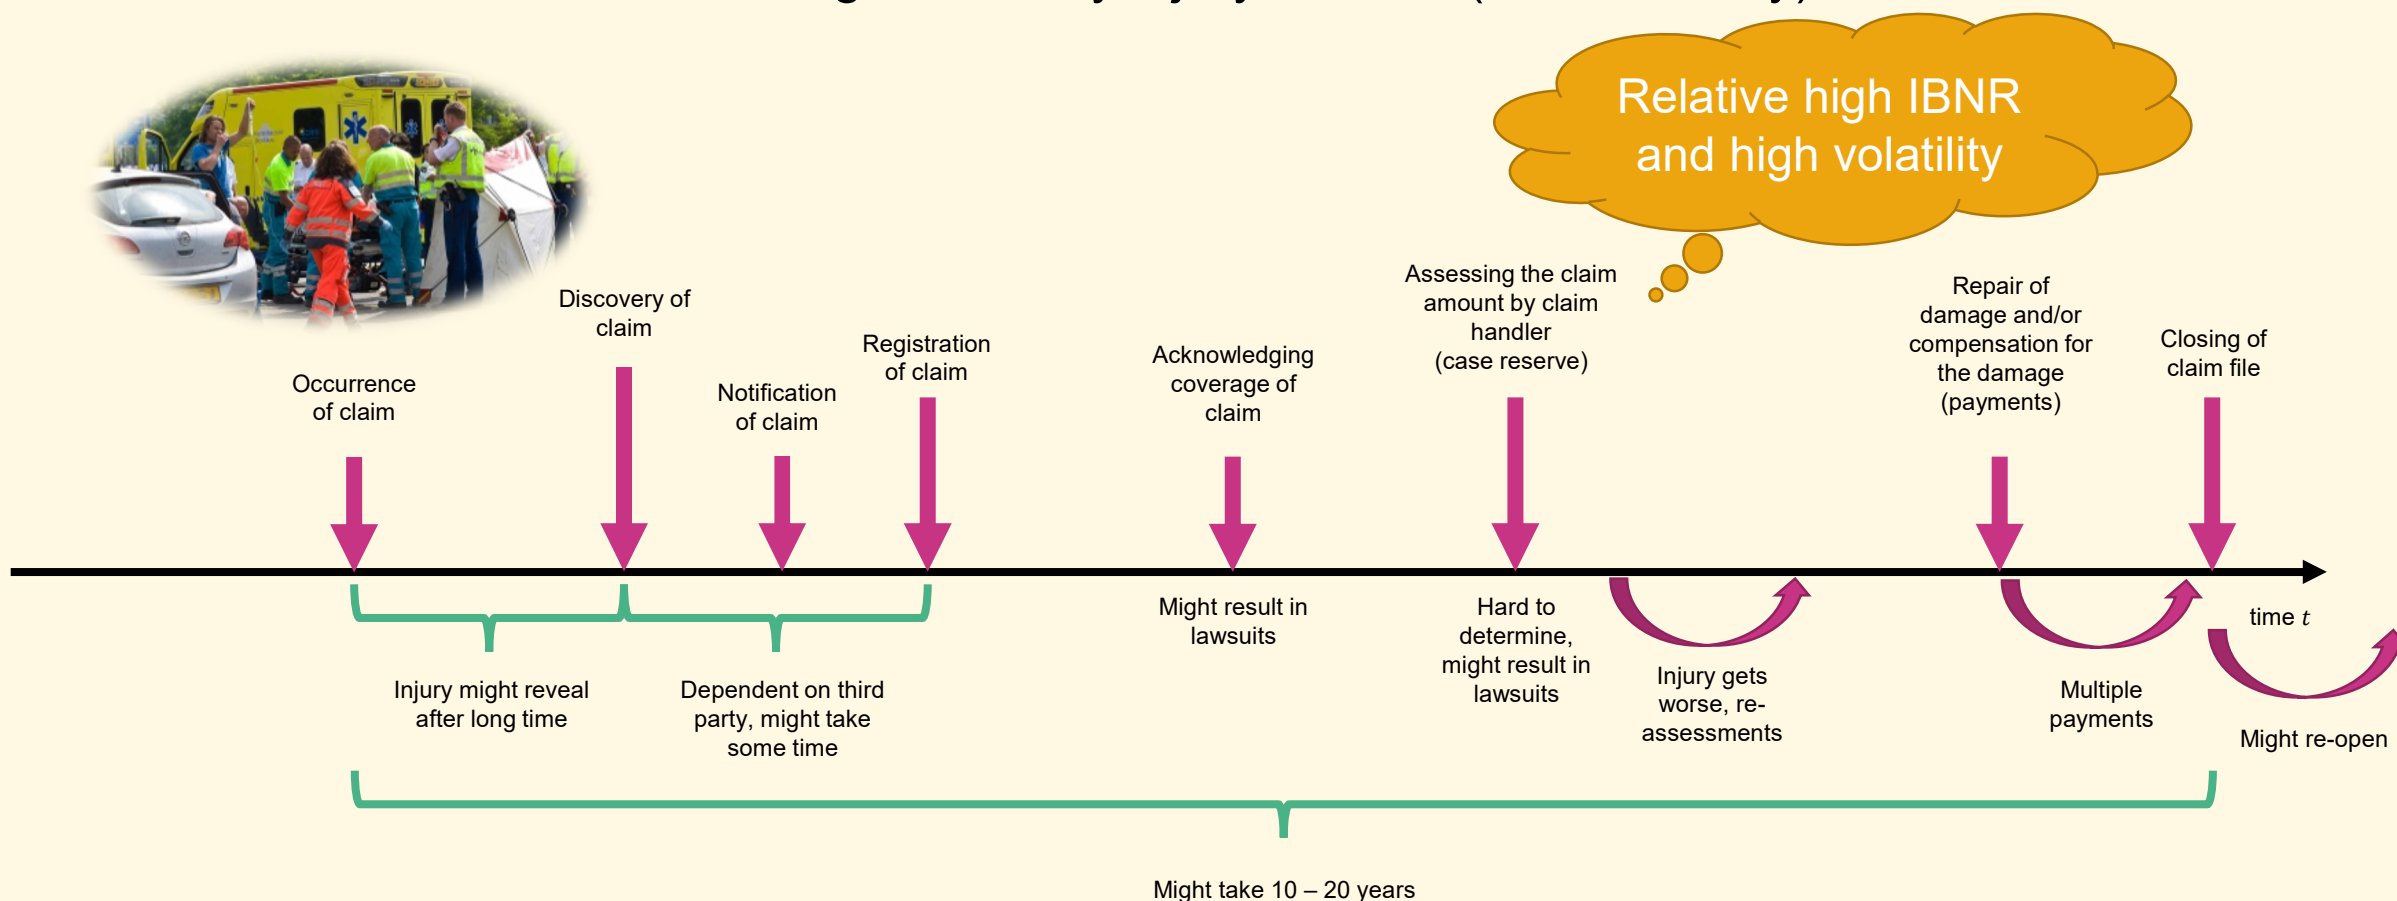 Relative high IBNR
and high volatility
Occurrence
of claim
Discovery of
claim
Notification
of claim
Registration
of claim
Acknowledging
coverage of
claim
Assessing the claim
amount by claim
handler
(case reserve)
Repair of
damage and/or
compensation for
the damage
(payments)
Closing of
claim file
time t
Injury might reveal
after long time
Dependent on third
party, might take
some time
Might result in
lawsuits
Hard to
determine,
might result in
lawsuits
Injury gets
worse, re-
assessments
Multiple
payments
Might re-open
Might take 10 – 20 years